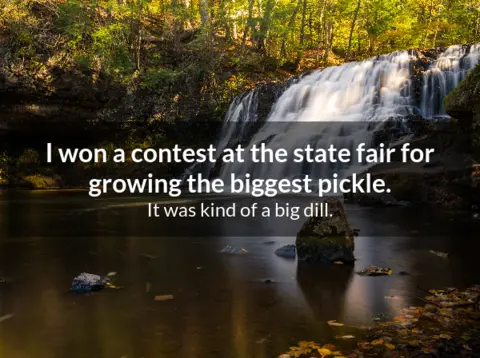 I won a contest at the state fair for
growing the biggest pickle.
It was kind of a big dill.